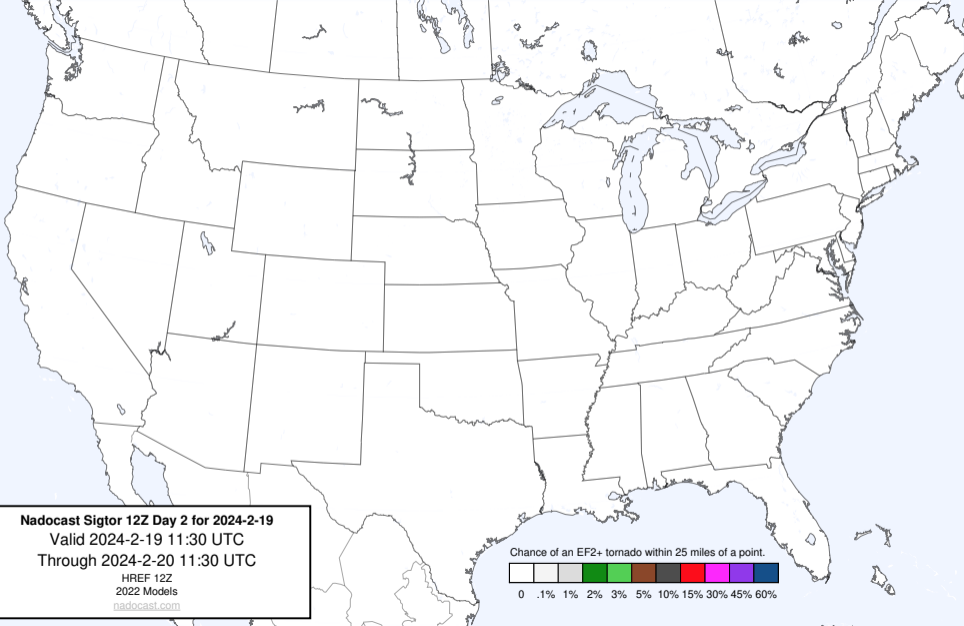 Nadocast Sigtor 12Z Day 2 for 2024-2-19
Valid 2024-2-19 11:30 UTC
Through 2024-2-20 11:30 UTC
HREF 12Z
2022 Models
nadocast.com
Chance of an EF2+ tornado within 25 miles of a point.
0 .1% 1% 2% 3% 5% 10% 15% 30% 45% 60%